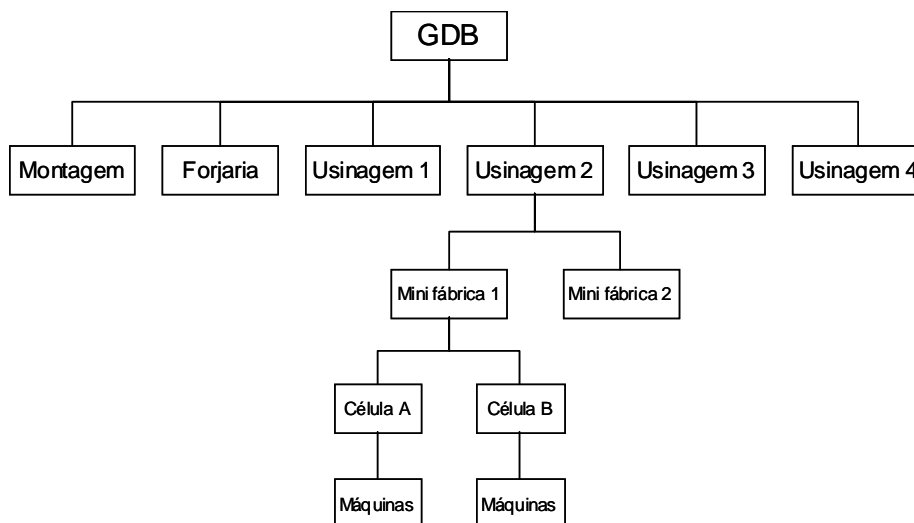 GDB
Montagem
Forjaria
Usinagem 1
Usinagem 2
Usinagem 3
Usinagem 4
Mini fábrica 1
Mini fábrica 2
Célula A
Célula B
Máquinas
Máquinas